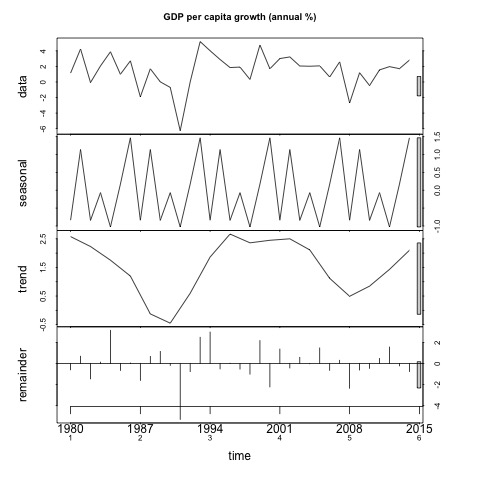 GDP per capita growth (annual %)
data
4
2
0
-2
-4
-6
seasonal
1.5
1.0
0.5
0.0
-1.0
trend
2.5
1.5
0.5
-0.5
remainder
2
0
-2
-4
1980 1987 1994 2001 2008 2015
1 2 3 4 5 6
time